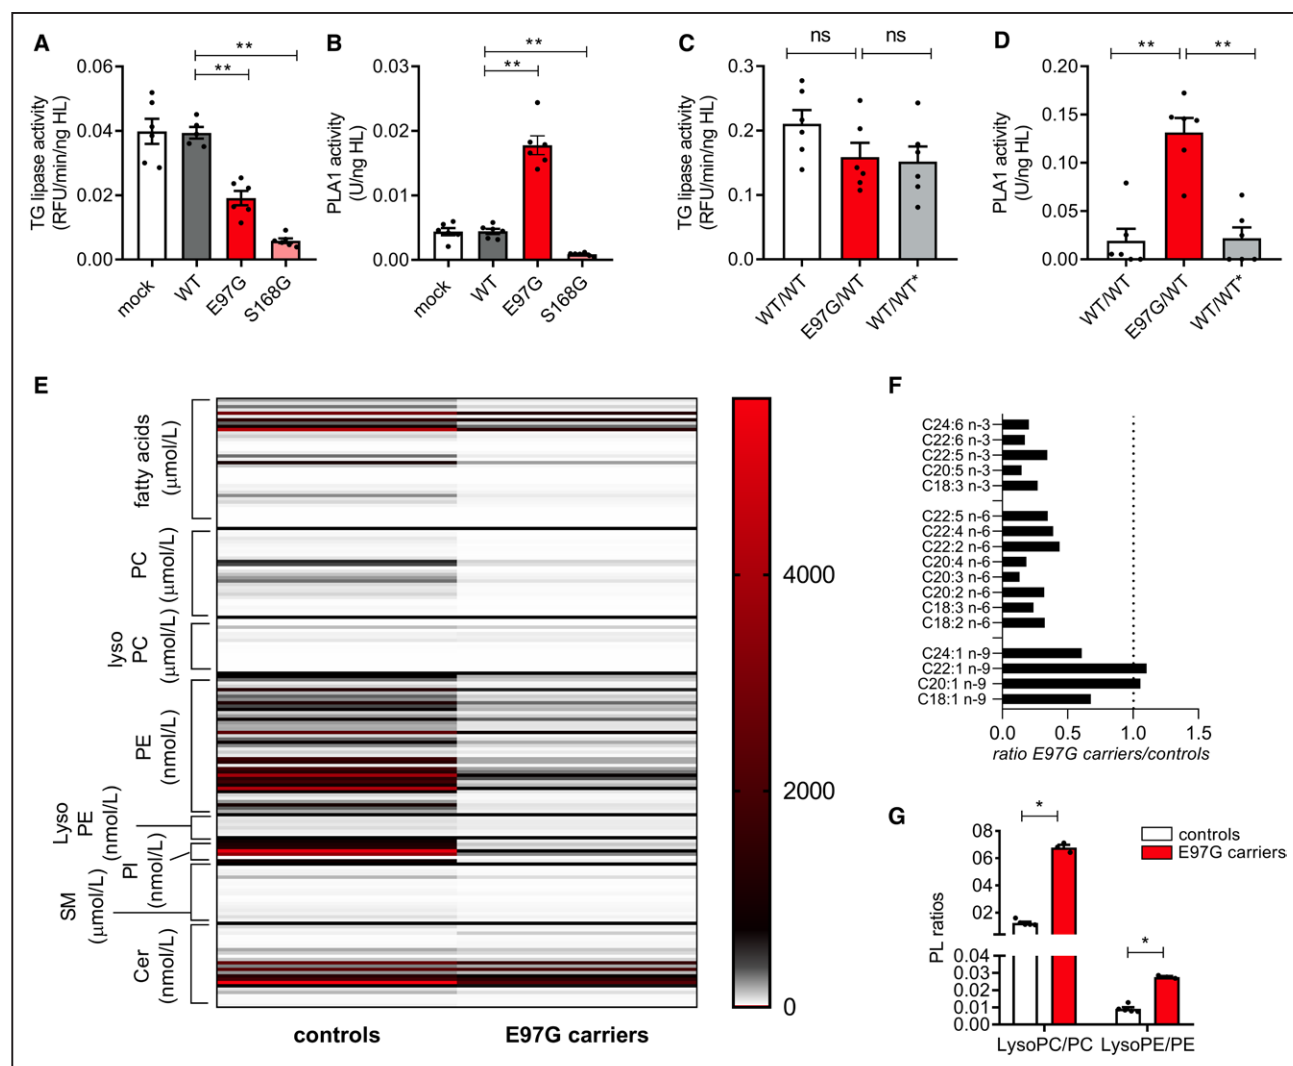 A
B
C
D
**
**
**
**
ns
ns
**
**
TG lipase activity
(RFU/min/ng HL)
0.06
0.04
0.02
0.00
mock
WT
E97G
S168G
PLA1 activity
(U/ng HL)
0.03
0.02
0.01
0.00
mock
WT
E97G
S168G
TG lipase activity
(RFU/min/ng HL)
0.3
0.2
0.1
0.0
WT/WT
E97G/WT
WT/WT*
PLA1 activity
(U/ng HL)
0.20
0.15
0.10
0.05
0.00
WT/WT
E97G/WT
WT/WT*
E
fatty acids
(μmol/L)
PC
(μmol/L)
lyso
PC
(μmol/L)
PE
(nmol/L)
Lyso
PE
(nmol/L)
PI
(nmol/L)
SM
(μmol/L)
Cer
(nmol/L)
controls
E97G carriers
4000
2000
0
F
C24:6 n-3
C22:6 n-3
C22:5 n-3
C20:5 n-3
C18:3 n-3
C22:5 n-6
C22:4 n-6
C22:2 n-6
C20:4 n-6
C20:3 n-6
C20:2 n-6
C18:3 n-6
C18:2 n-6
C24:1 n-9
C22:1 n-9
C20:1 n-9
C18:1 n-9
0.0
0.5
1.0
1.5
ratio E97G carriers/controls
G
PL ratios
08
06
04
02
0.04
0.03
0.02
0.01
0.00
*
*
controls
E97G carriers
LysoPC/PC
LysoPE/PE